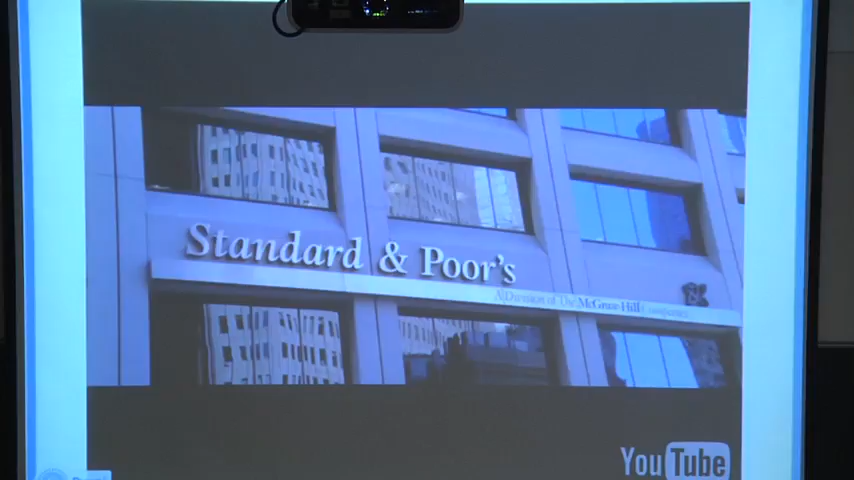 Standard & Poor's
A Division of The McGraw-Hill Companies
YouTube